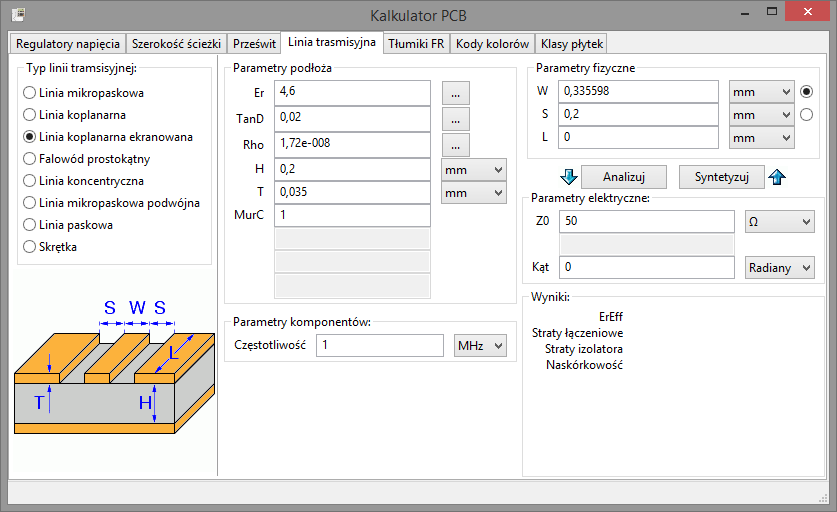 Kalkulator PCB
Regulatory napięcia
Szerokość ścieżki
Prześwit
Linia trasmisyjna
Tłumiki FR
Kody kolorów
Klasy płytek
Typ linii tramsisyjnej:
Linia mikropaskowa
Linia koplanarna
Linia koplanarna ekranowana
Falowód prostokątny
Linia koncentryczna
Linia mikropaskowa podwójna
Linia paskowa
Skrętka
S W S
L
T
H
Parametry podłoża
Er 4,6 ...
TanD 0,02 ...
Rho 1,72e-008 ...
H 0,2 mm
T 0,035 mm
MurC 1
Parametry komponentów:
Częstotliwość 1 MHz
Parametry fizyczne
W 0,335598 mm
S 0,2 mm
L 0 mm
Analizuj
Syntetyzuj
Parametry elektryczne:
Z0 50 Ω
Kąt 0 Radiany
Wyniki:
ErEff
Straty łączeniowe
Straty izolatora
Naskórkowość